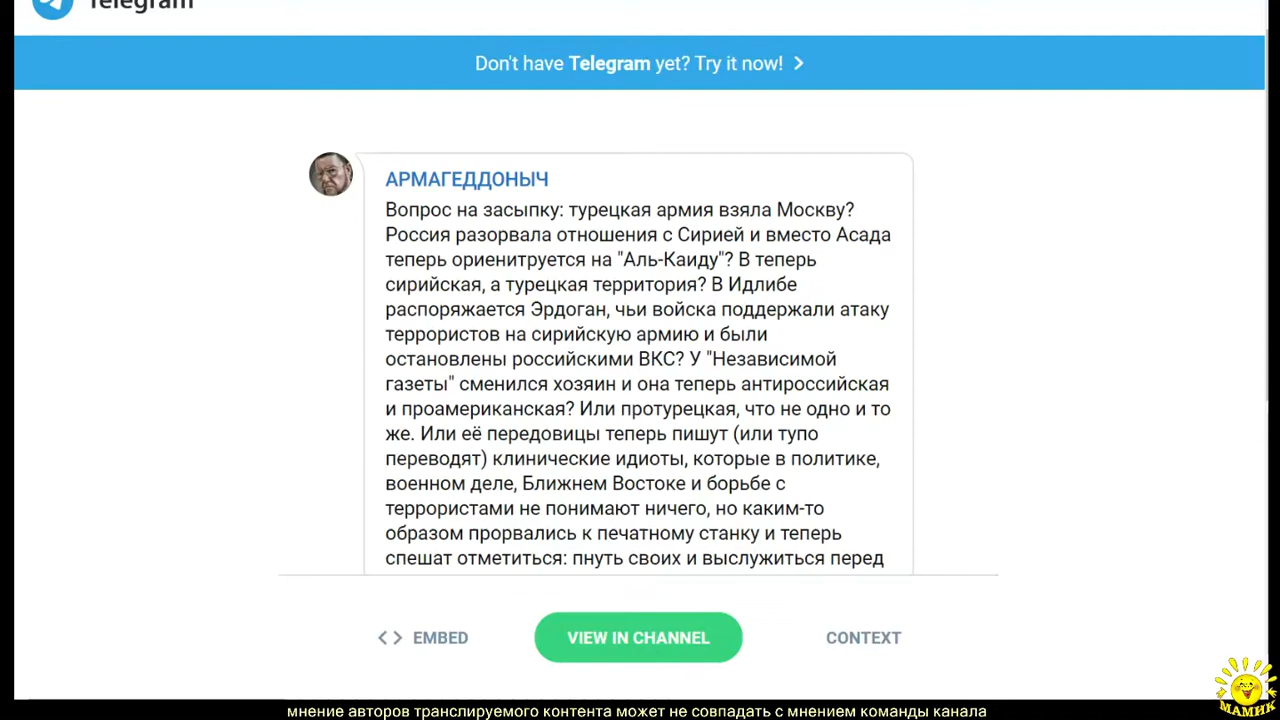 Telegram
Don't have Telegram yet? Try it now!
АРМАГЕДДОНЫЧ
Вопрос на засыпку: турецкая армия взяла Москву?
Россия разорвала отношения с Сирией и вместо Асада
теперь ориенитруется на "Аль-Каиду"? В теперь
сирийская, а турецкая территория? В Идлибе
распоряжается Эрдоган, чьи войска поддержали атаку
террористов на сирийскую армию и были
остановлены российскими ВКС? У "Независимой
газеты" сменился хозяин и она теперь антироссийская
и проамериканская? Или протурецкая, что не одно и то
же. Или её передовицы теперь пишут (или тупо
переводят) клинические идиоты, которые в политике,
военном деле, Ближнем Востоке и борьбе с
террористами не понимают ничего, но каким-то
образом прорвались к печатному станку и теперь
спешат отметиться: пнуть своих и выслужиться перед
EMBED
VIEW IN CHANNEL
CONTEXT
МАМИК
мнение авторов транслируемого контента может не совпадать с мнением команды канала